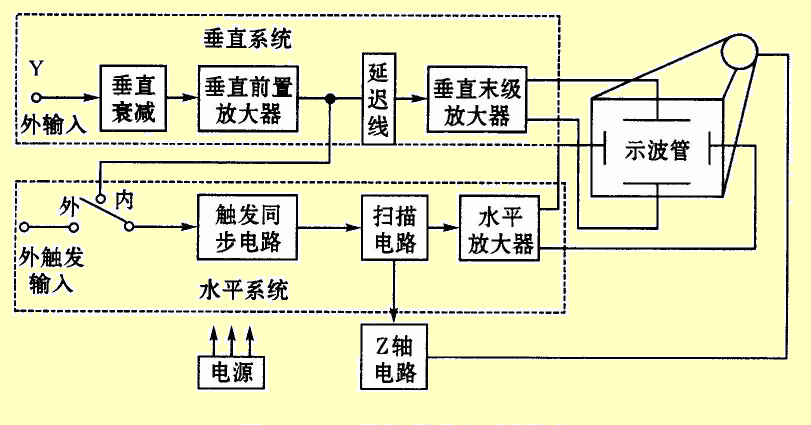 垂直系统
Y
外输入
垂直
衰减
垂直前置
放大器
延
迟
线
垂直末级
放大器
示波管
外
内
外触发
输入
触发同
步电路
扫描
电路
水平
放大器
水平系统
电源
Z轴
电路